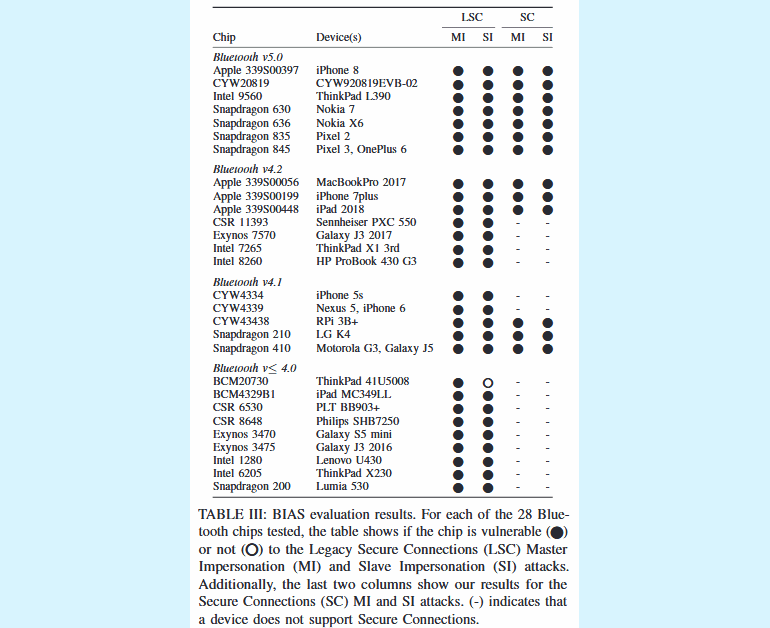 LSC SC
Chip Device(s) MI SI MI SI
Bluetooth v5.0
Apple 339S00397 iPhone 8 ● ● ● ●
CYW20819 CYW920819EVB-02 ● ● ● ●
Intel 9560 ThinkPad L390 ● ● ● ●
Snapdragon 630 Nokia 7 ● ● ● ●
Snapdragon 636 Nokia X6 ● ● ● ●
Snapdragon 835 Pixel 2 ● ● ● ●
Snapdragon 845 Pixel 3, OnePlus 6 ● ● ● ●
Bluetooth v4.2
Apple 339S00056 MacBookPro 2017 ● ● ● ●
Apple 339S00199 iPhone 7plus ● ● ● ●
Apple 339S00448 iPad 2018 ● ● ● ●
CSR 11393 Sennheiser PXC 550 ● ● - -
Exynos 7570 Galaxy J3 2017 ● ● - -
Intel 7265 ThinkPad X1 3rd ● ● - -
Intel 8260 HP ProBook 430 G3 ● ● - -
Bluetooth v4.1
CYW4334 iPhone 5s ● ● - -
CYW4339 Nexus 5, iPhone 6 ● ● - -
CYW43438 RPi 3B+ ● ● ● ●
Snapdragon 210 LG K4 ● ● ● ●
Snapdragon 410 Motorola G3, Galaxy J5 ● ● ● ●
Bluetooth v≤ 4.0
BCM20730 ThinkPad 41U5008 ● ○ - -
BCM4329B1 iPad MC349LL ● ● - -
CSR 6530 PLT BB903+ ● ● - -
CSR 8648 Philips SHB7250 ● ● - -
Exynos 3470 Galaxy S5 mini ● ● - -
Exynos 3475 Galaxy J3 2016 ● ● - -
Intel 1280 Lenovo U430 ● ● - -
Intel 6205 ThinkPad X230 ● ● - -
Snapdragon 200 Lumia 530 ● ● - -
TABLE III: BIAS evaluation results. For each of the 28 Blue-
tooth chips tested, the table shows if the chip is vulnerable (●)
or not (○) to the Legacy Secure Connections (LSC) Master
Impersonation (MI) and Slave Impersonation (SI) attacks.
Additionally, the last two columns show our results for the
Secure Connections (SC) MI and SI attacks. (-) indicates that
a device does not support Secure Connections.